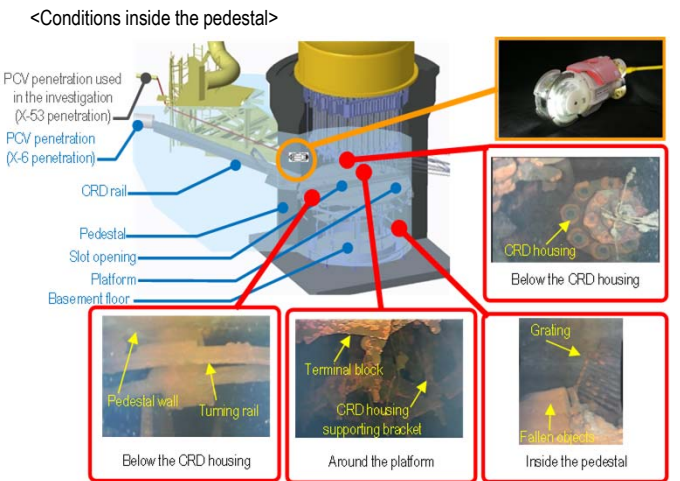 <Conditions inside the pedestal>
PCV penetration used
in the investigation
(X-53 penetration)
PCV penetration
(X-6 penetration)
CRD rail
Pedestal
Slot opening
Platform
Basement floor
CRD housing
Below the CRD housing
Pedestal wall
Turning rail
Below the CRD housing
Terminal block
CRD housing
supporting bracket
Around the platform
Grating
Fallen objects
Inside the pedestal